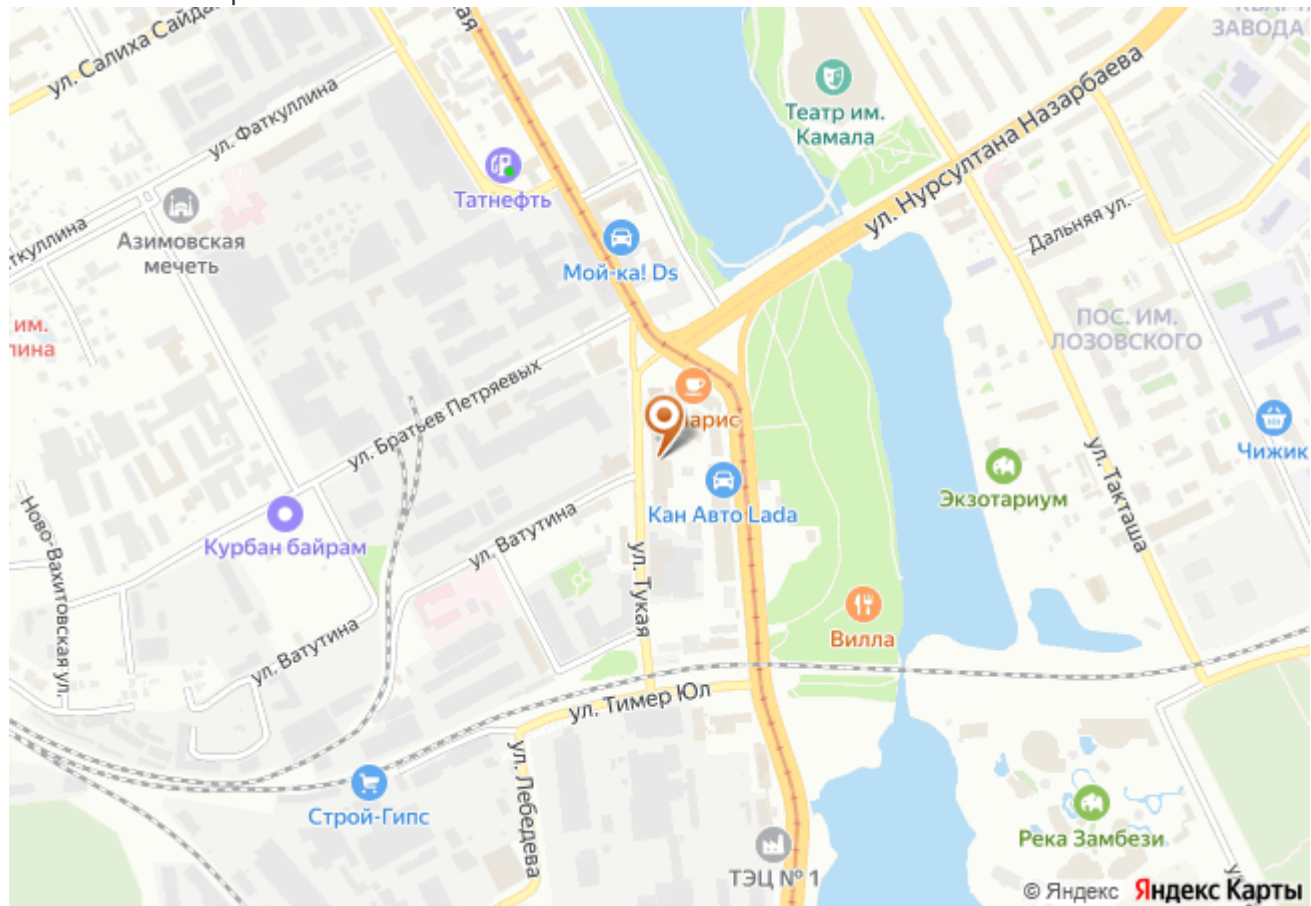 ул. Салиха Сайда
кая
КВАРТ
ЗАВОДА
Театр им.
Камала
ул. Нурсултана Назарбаева
ул. Фаткуллина
Татнефть
Дальняя ул.
ткуллина
Азимовская
мечеть
Мой-ка! Ds
им.
лина
ПОС. ИМ.
ЛОЗОВСКОГО
ул. Братьев Петряевых
арис
Чижик
Экзотариум
ул. Такташа
Кан Авто Lada
Ново-Вахитовская ул.
Курбан байрам
ул. Ватутина
ул. Тукая
Вилла
ул. Ватутина
ул. Тимер Юл
ул. Лебедева
Строй-Гипс
Река Замбези
ТЭЦ № 1
© Яндекс Яндекс Карты